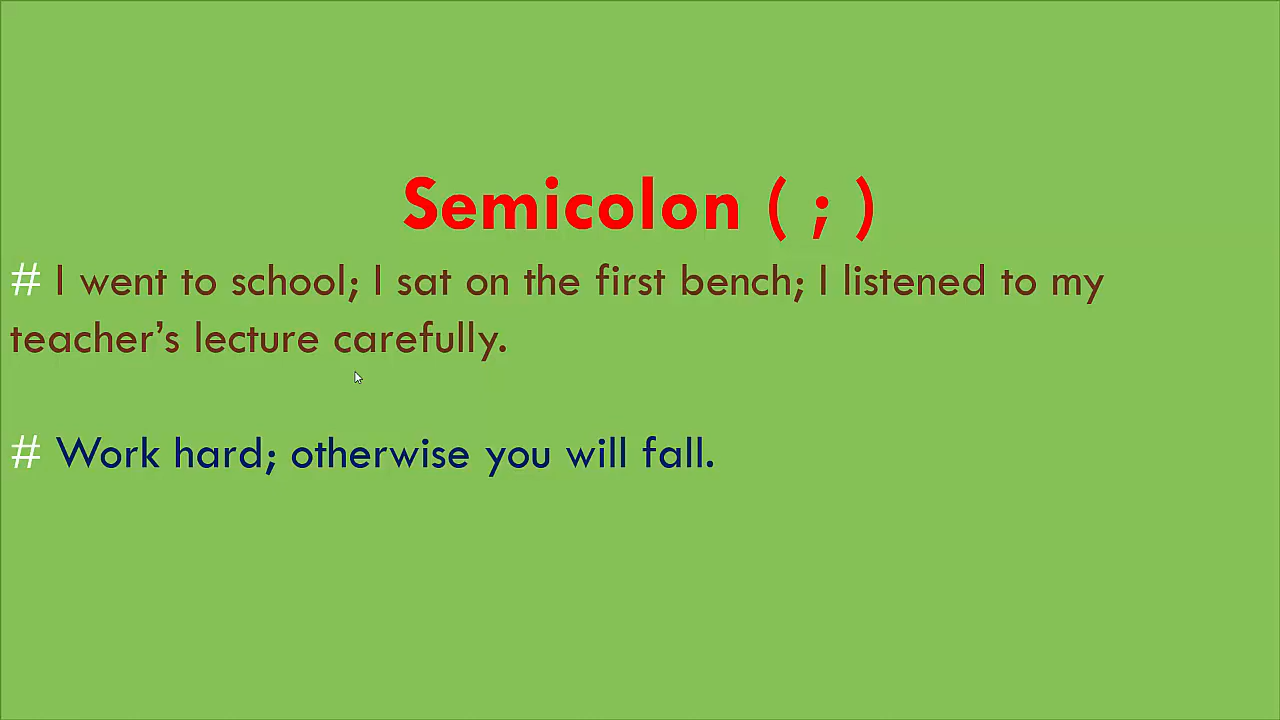 Semicolon ( ; )
# I went to school; I sat on the first bench; I listened to my
teacher’s lecture carefully.
# Work hard; otherwise you will fall.